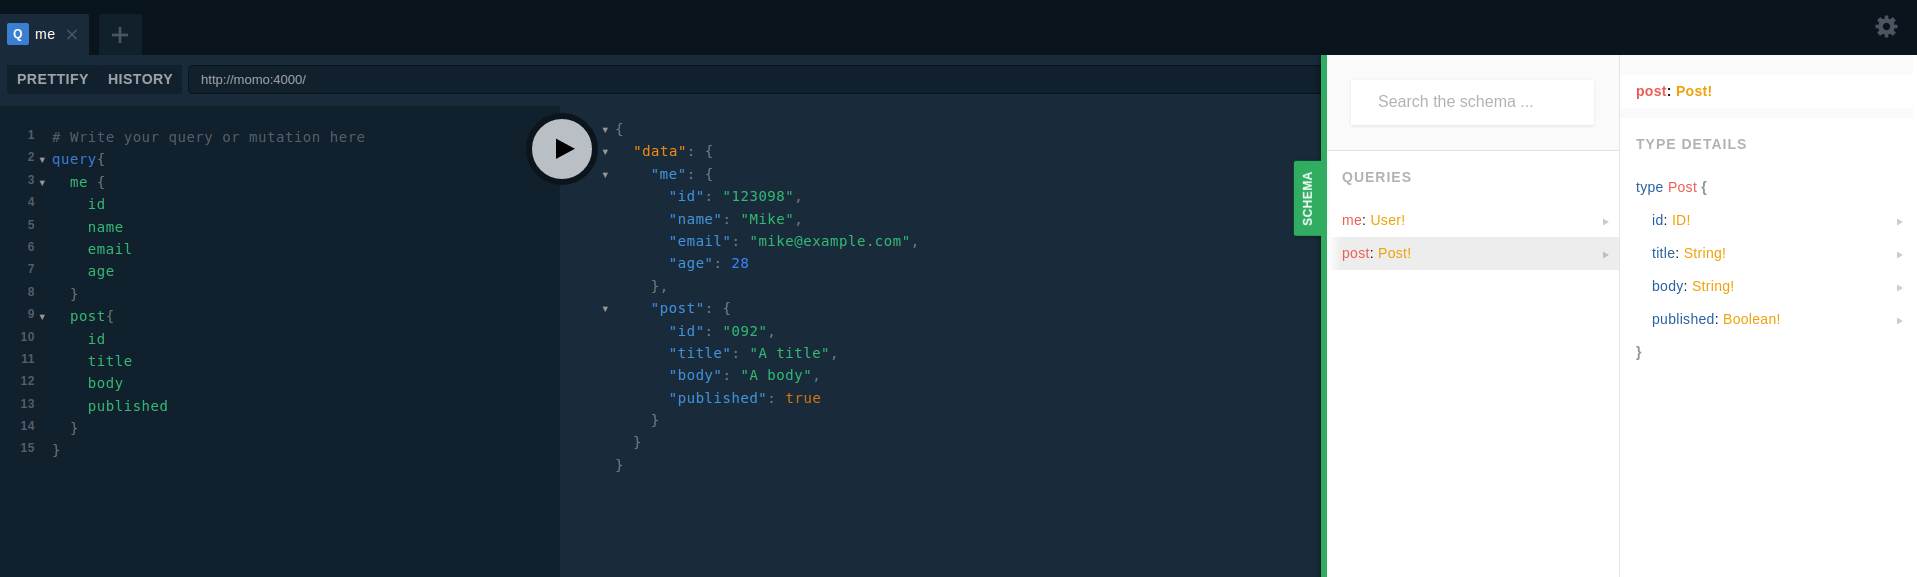 Q me
PRETTIFY HISTORY http://momo:4000/
1 # Write your query or mutation here
2 query{
3   me {
4     id
5     name
6     email
7     age
8   }
9   post{
10     id
11     title
12     body
13     published
14   }
15 }
{
  "data": {
    "me": {
      "id": "123098",
      "name": "Mike",
      "email": "mike@example.com",
      "age": 28
    },
    "post": {
      "id": "092",
      "title": "A title",
      "body": "A body",
      "published": true
    }
  }
}
SCHEMA
Search the schema ...
QUERIES
me: User!
post: Post!
post: Post!
TYPE DETAILS
type Post {
id: ID!
title: String!
body: String!
published: Boolean!
}